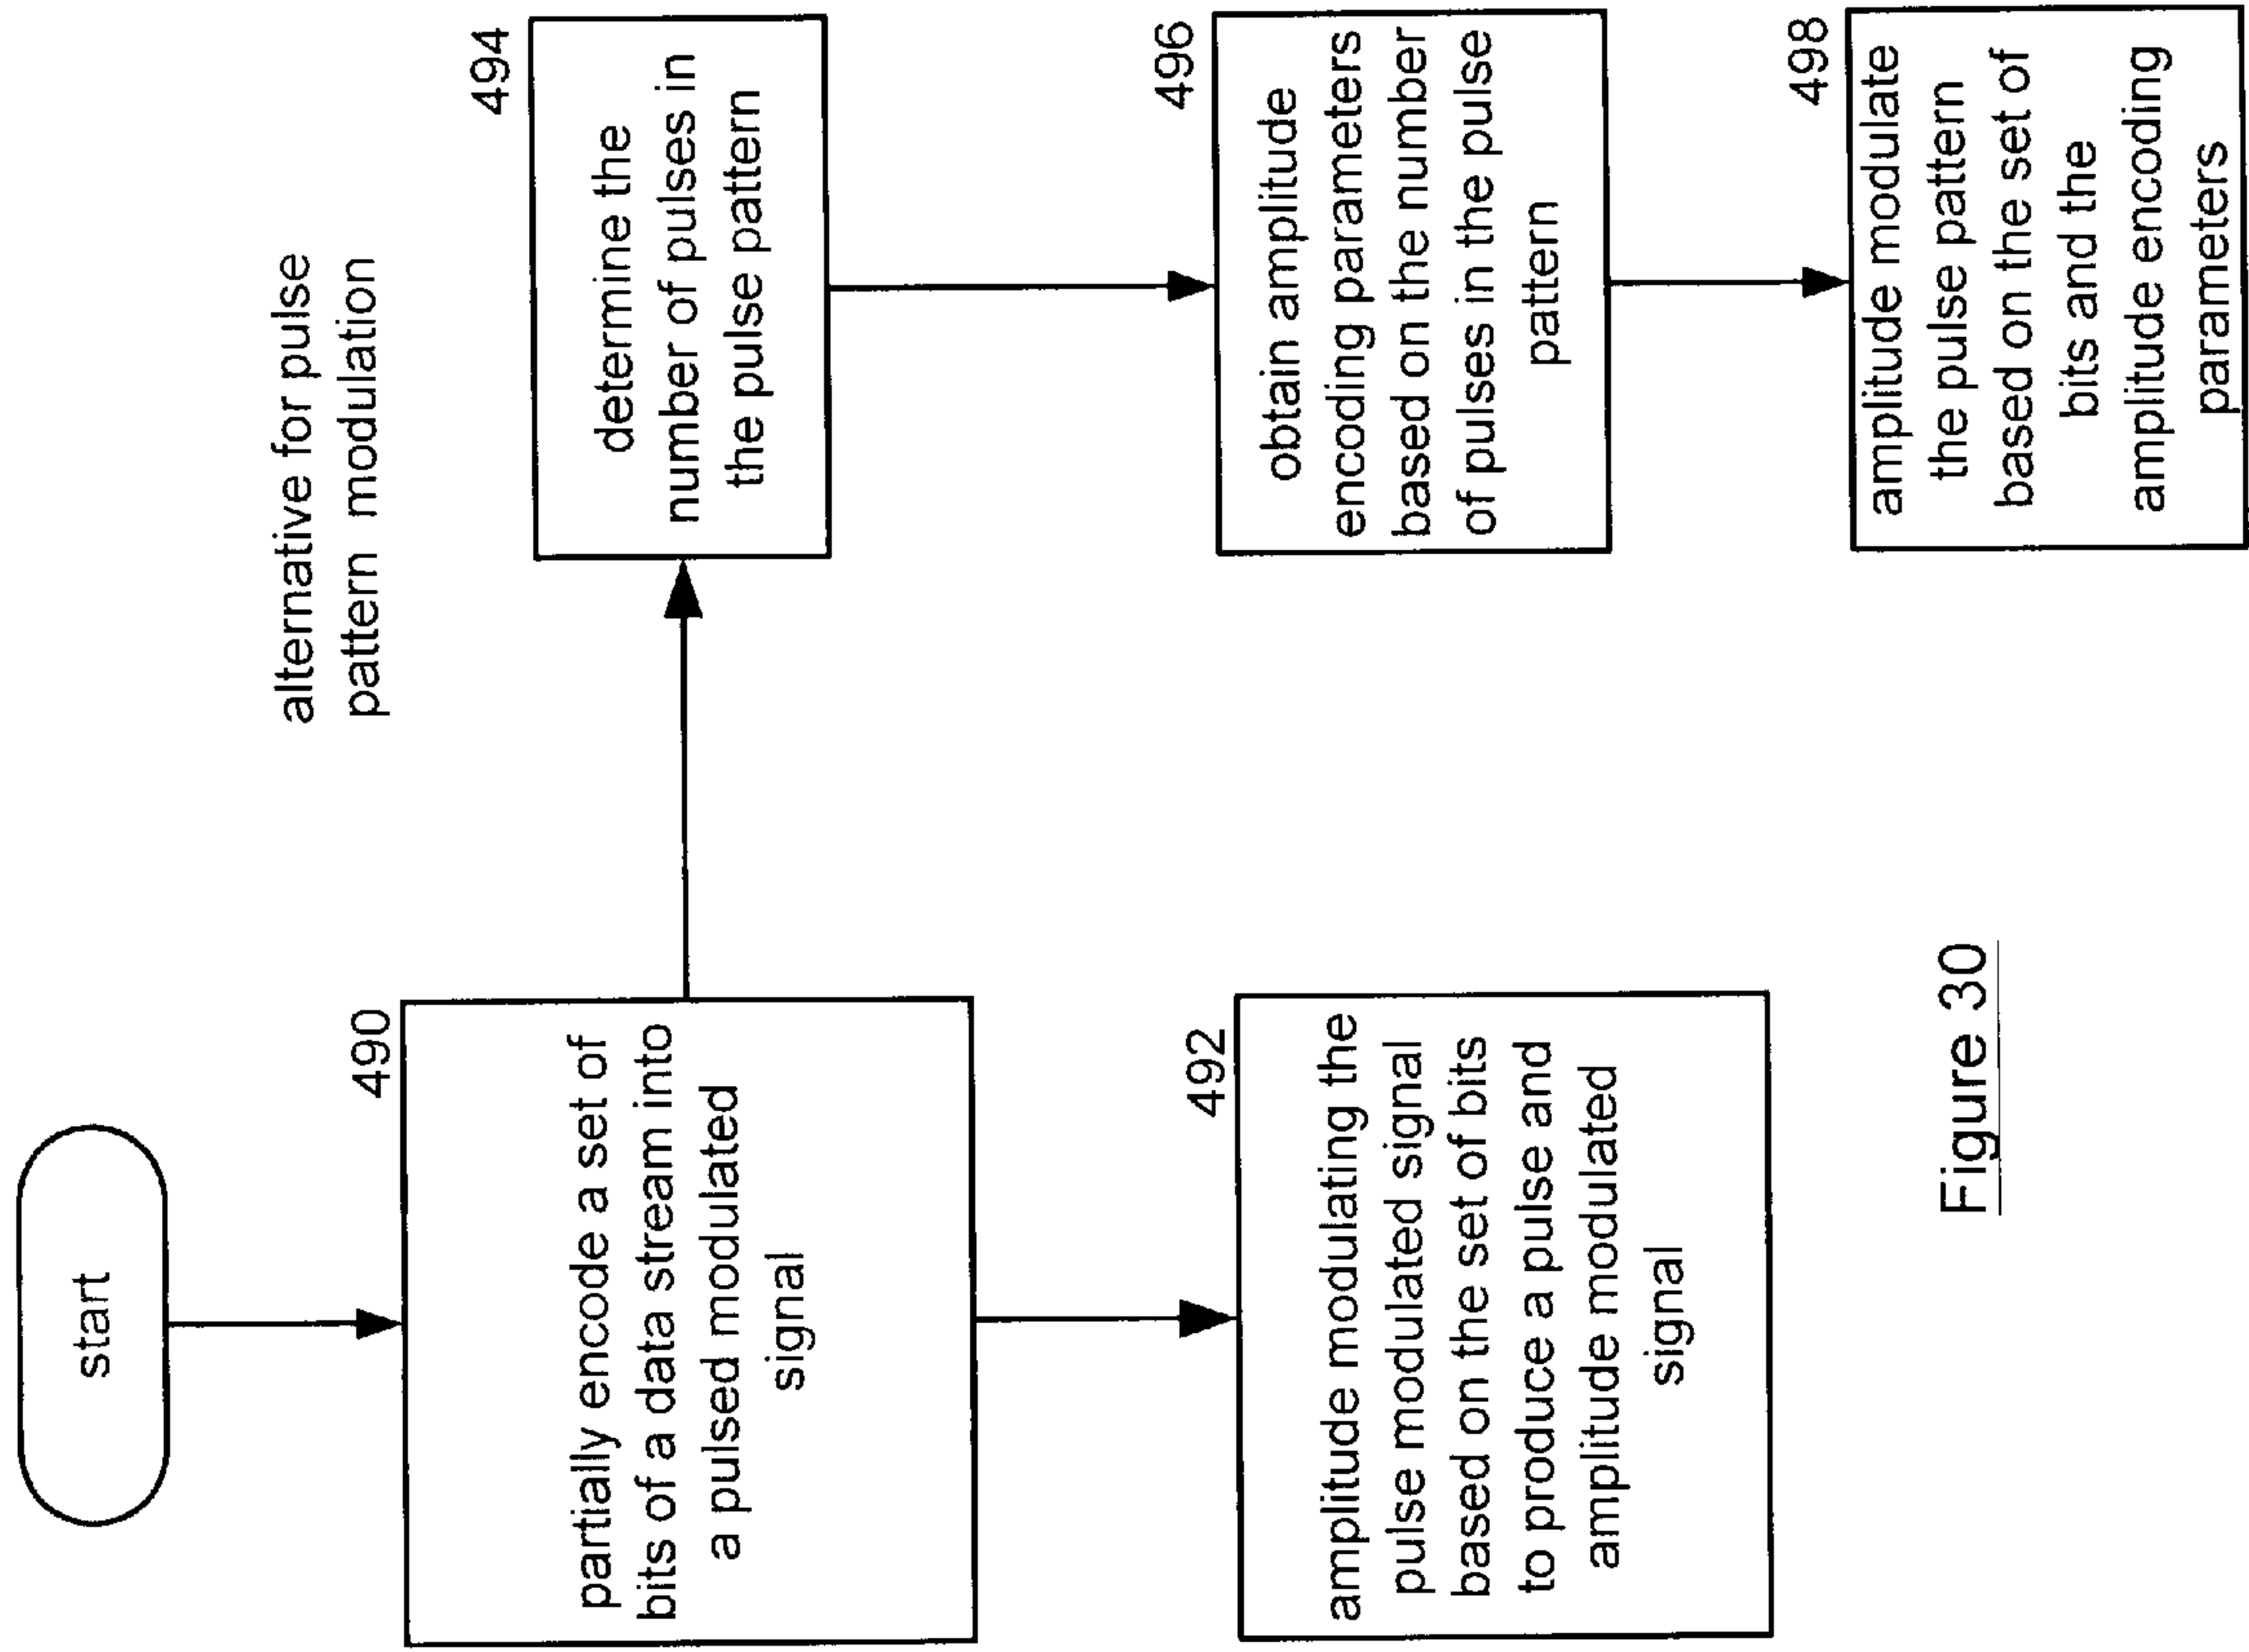 start
490
partially encode a set of
bits of a data stream into
a pulsed modulated
signal
492
amplitude modulating the
pulse modulated signal
based on the set of bits
to produce a pulse and
amplitude modulated
signal
alternative for pulse
pattern modulation
494
determine the
number of pulses in
the pulse pattern
496
obtain amplitude
encoding parameters
based on the number
of pulses in the pulse
pattern
498
amplitude modulate
the pulse pattern
based on the set of
bits and the
amplitude encoding
parameters
Figure 30